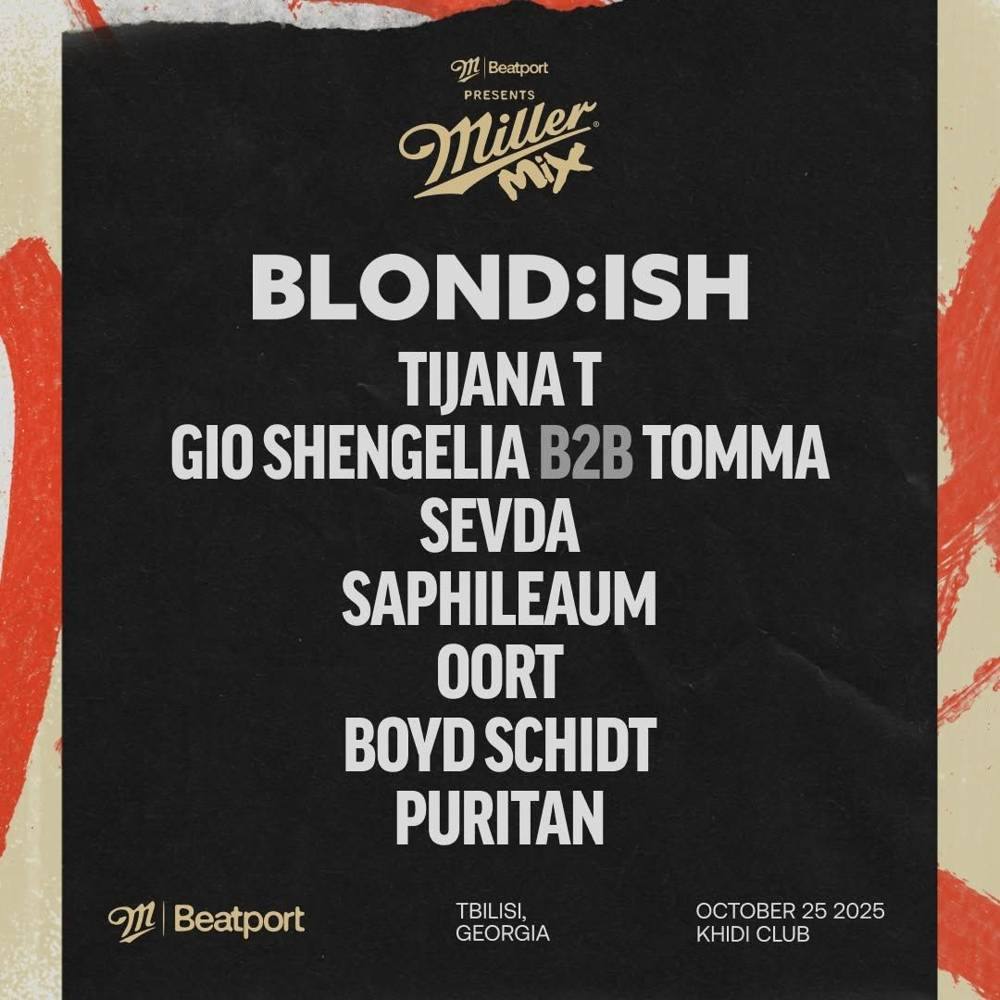 M | Beatport
PRESENTS
Miller®
Mix
BLOND:ISH
TIJANA T
GIO SHENGELIA B2B TOMMA
SEVDA
SAPHILEAUM
OORT
BOYD SCHIDT
PURITAN
M | Beatport
TBILISI,
GEORGIA
OCTOBER 25 2025
KHIDI CLUB